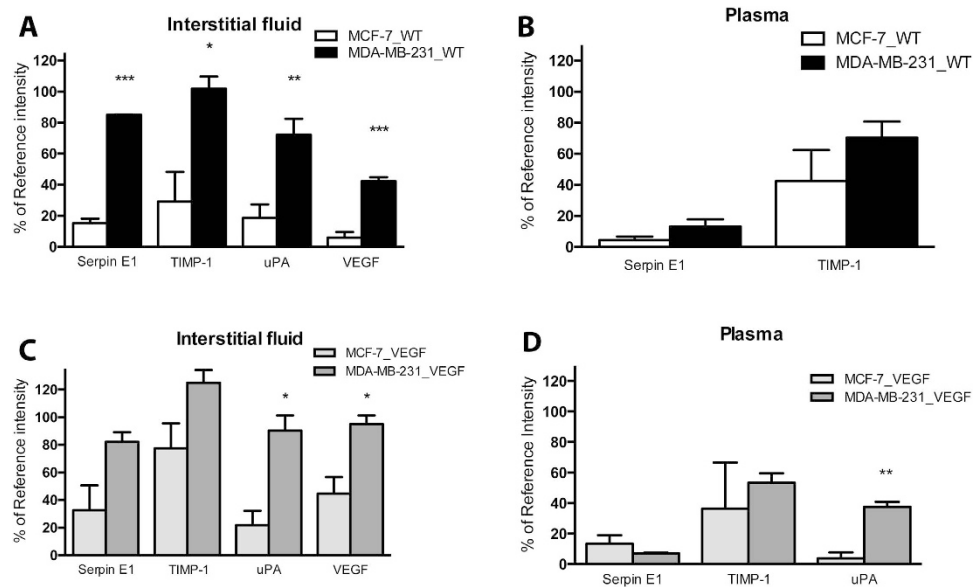 A
Interstitial fluid
MCF-7_WT
MDA-MB-231_WT
% of Reference intensity
120
100
80
60
40
20
0
***
*
**
***
Serpin E1 TIMP-1 uPA VEGF
B
Plasma
MCF-7_WT
MDA-MB-231_WT
% of Reference intensity
120
100
80
60
40
20
0
Serpin E1 TIMP-1
C
Interstitial fluid
MCF-7_VEGF
MDA-MB-231_VEGF
% of Reference intensity
120
100
80
60
40
20
0
*
*
Serpin E1 TIMP-1 uPA VEGF
D
Plasma
MCF-7_VEGF
MDA-MB-231_VEGF
% of Reference Intensity
100
80
60
40
20
0
**
Serpin E1 TIMP-1 uPA